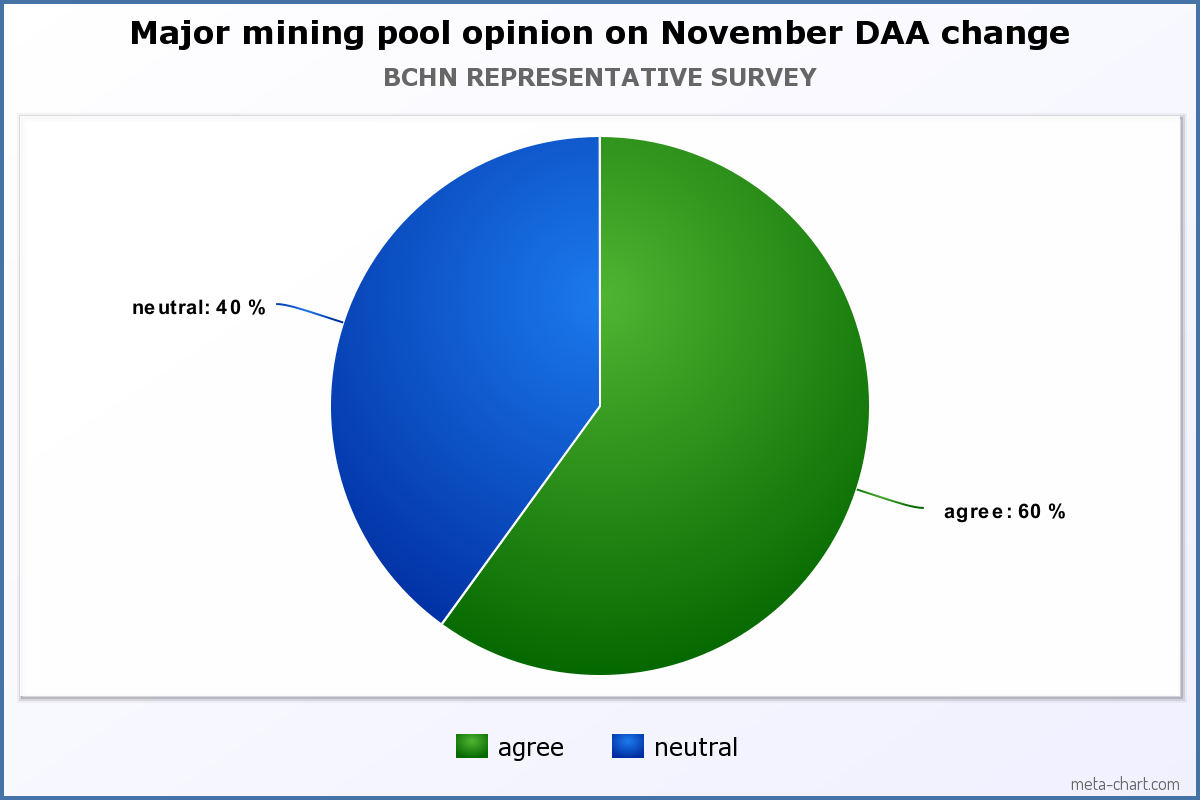 Major mining pool opinion on November DAA change
BCHN REPRESENTATIVE SURVEY
neutral: 40 %
agree: 60 %
agree
neutral
meta-chart.com